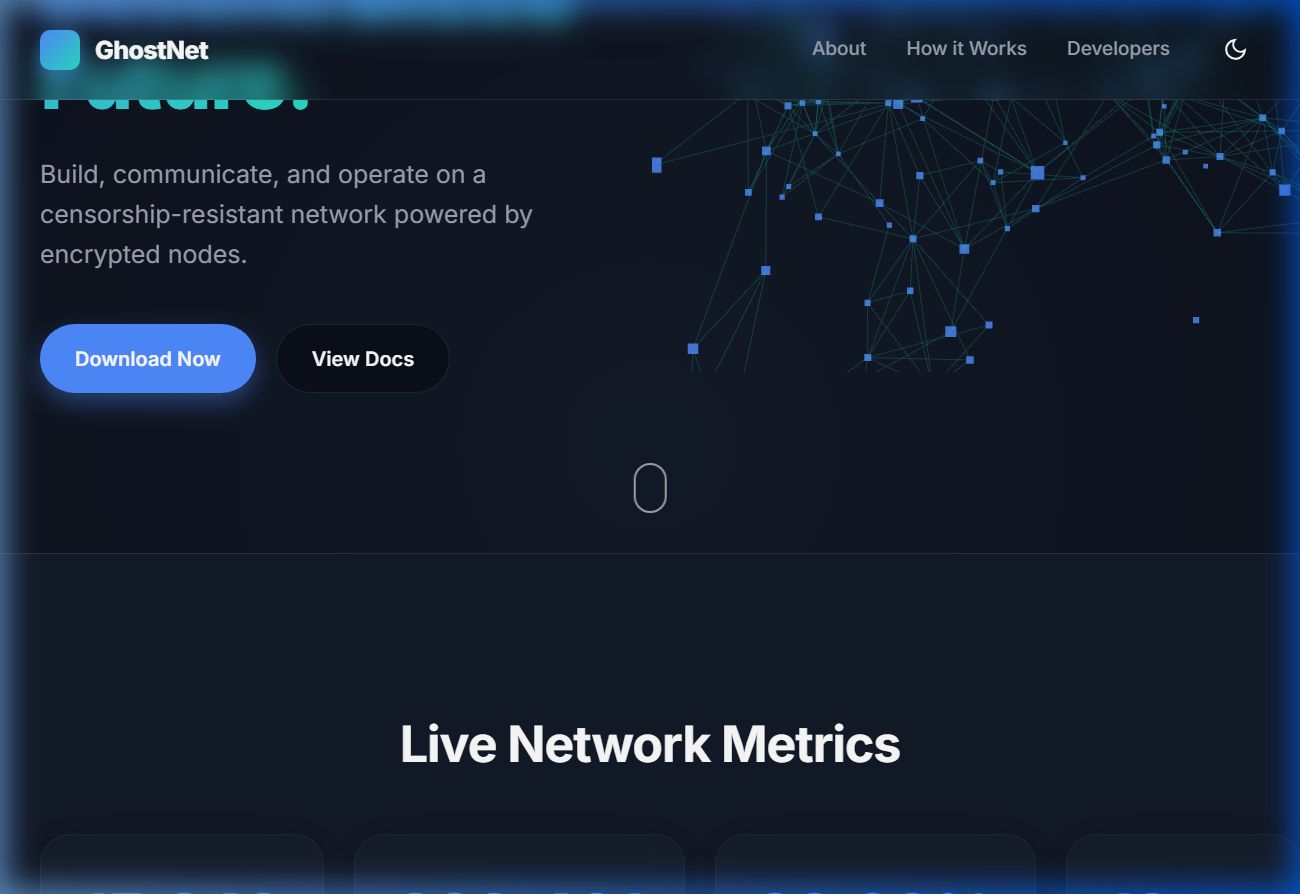 GhostNet
About
How it Works
Developers
Future.
Build, communicate, and operate on a
censorship-resistant network powered by
encrypted nodes.
Download Now
View Docs
Live Network Metrics